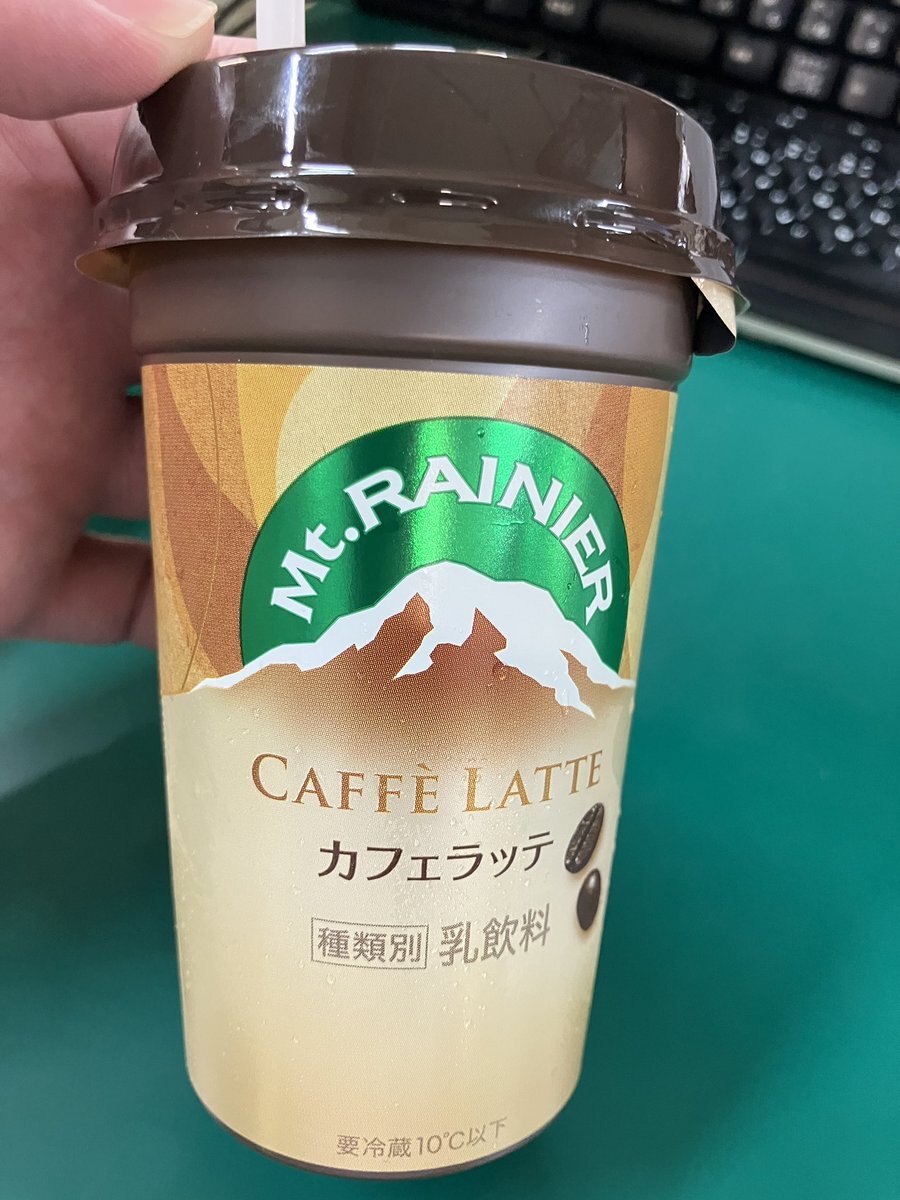 Mt. RAINIER
CAFFÈ LATTE
カフェラッテ
種類別 乳飲料
要冷蔵10℃以下